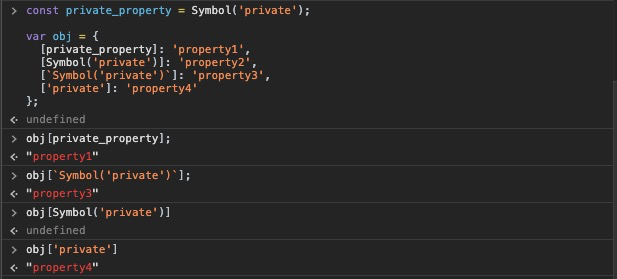 > const private_property = Symbol('private');
var obj = {
[private_property]: 'property1',
[Symbol('private')]: 'property2',
[`Symbol('private')`]: 'property3',
['private']: 'property4'
};
<· undefined
> obj[private_property];
<· "property1"
> obj[`Symbol('private')`];
<· "property3"
> obj[Symbol('private')]
<· undefined
> obj['private']
<· "property4"